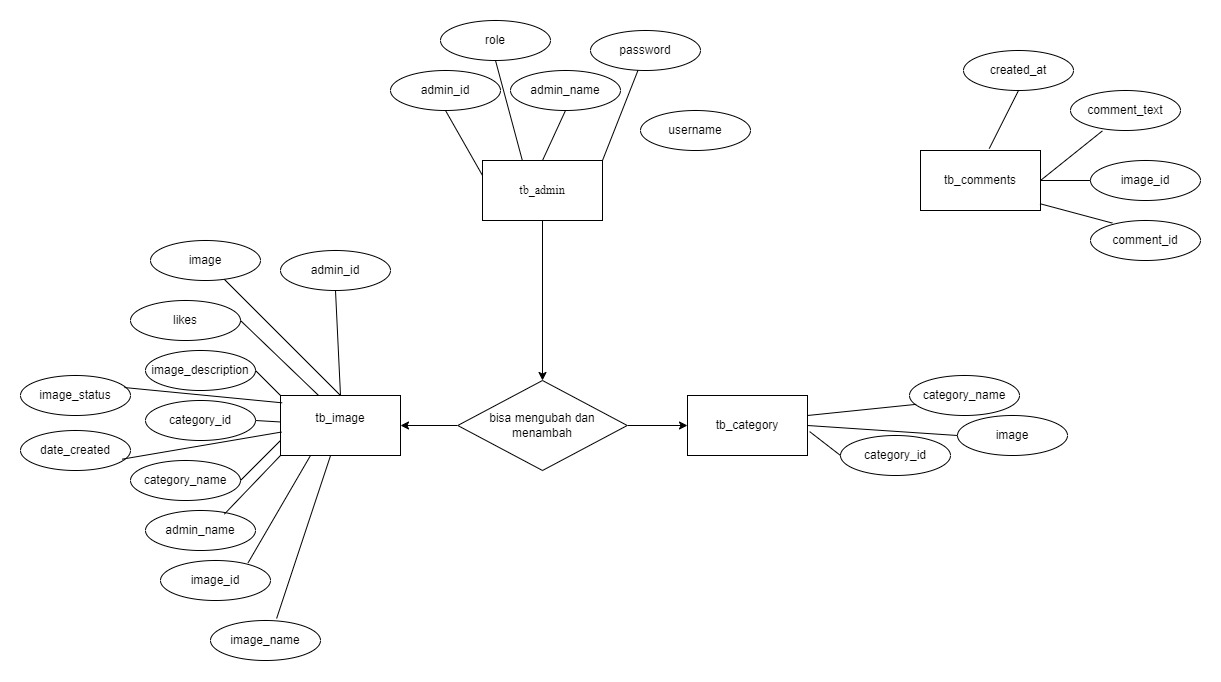 role
password
admin_id
admin_name
username
tb_admin
created_at
comment_text
tb_comments
image_id
comment_id
image
admin_id
likes
image_description
image_status
category_id
date_created
category_name
admin_name
image_id
image_name
tb_image
bisa mengubah dan
menambah
tb_category
category_name
image
category_id